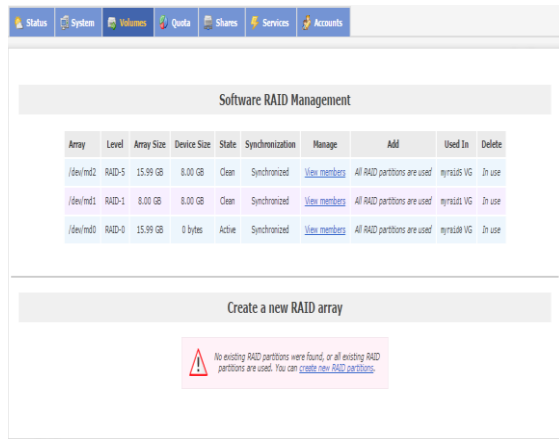 Status System Volumes Quota Shares Services Accounts
Software RAID Management
Array Level Array Size Device Size State Synchronization Manage Add Used In Delete
/dev/md2 RAID-5 15.99 GB 8.00 GB Clean Synchronized View members All RAID partitions are used myraid5 VG In use
/dev/md1 RAID-1 8.00 GB 8.00 GB Clean Synchronized View members All RAID partitions are used myraid1 VG In use
/dev/md0 RAID-0 15.99 GB 0 bytes Active Synchronized View members All RAID partitions are used myraid0 VG In use
Create a new RAID array
No existing RAID partitions were found, or all existing RAID
partitions are used. You can create new RAID partitions.